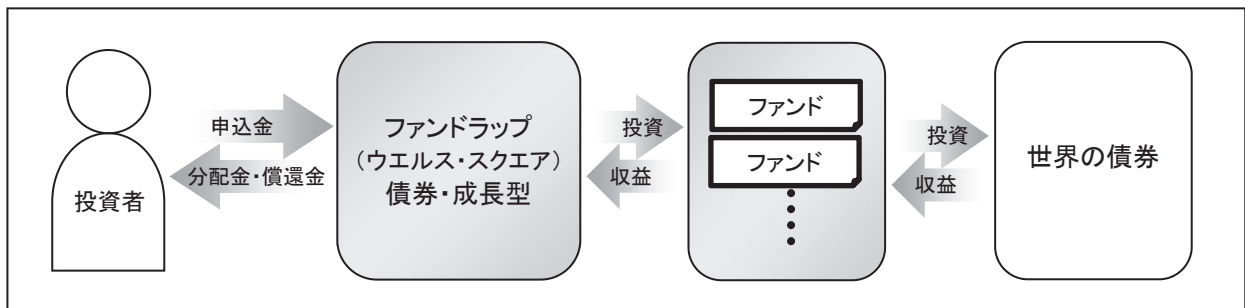 投資者
申込金
分配金・償還金
ファンドラップ
(ウエルス・スクエア)
債券・成長型
投資
収益
ファンド
ファンド
投資
収益
世界の債券